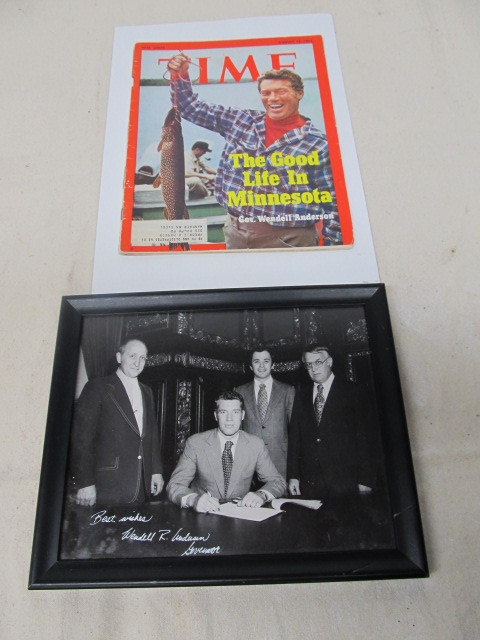 TIME
The Good
Life In
Minnesota
Gov. Wendell Anderson
Best wishes
Wendell R. Anderson
Governor